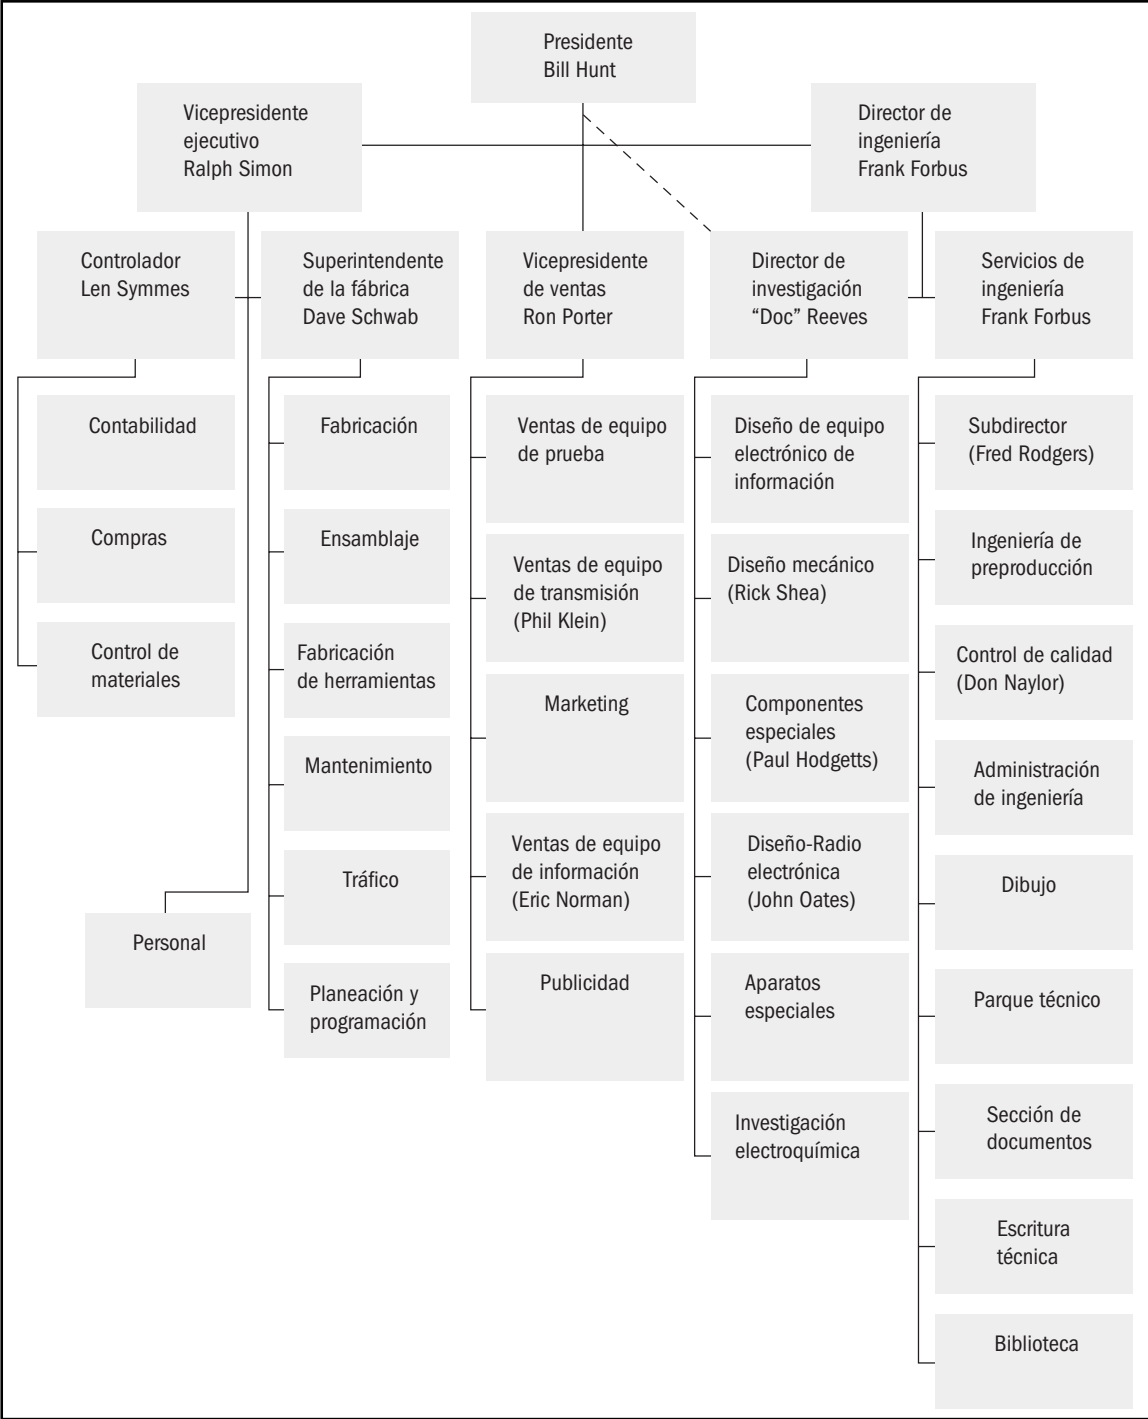 Presidente
Bill Hunt
Vicepresidente
ejecutivo
Ralph Simon
Director de
ingeniería
Frank Forbus
Controlador
Len Symmes
Superintendente
de la fábrica
Dave Schwab
Vicepresidente
de ventas
Ron Porter
Director de
investigación
“Doc” Reeves
Servicios de
ingeniería
Frank Forbus
Contabilidad
Compras
Control de
materiales
Personal
Fabricación
Ensamblaje
Fabricación
de herramientas
Mantenimiento
Tráfico
Planeación y
programación
Ventas de equipo
de prueba
Ventas de equipo
de transmisión
(Phil Klein)
Marketing
Ventas de equipo
de información
(Eric Norman)
Publicidad
Diseño de equipo
electrónico de
información
Diseño mecánico
(Rick Shea)
Componentes
especiales
(Paul Hodgetts)
Diseño-Radio
electrónica
(John Oates)
Aparatos
especiales
Investigación
electroquímica
Subdirector
(Fred Rodgers)
Ingeniería de
preproducción
Control de calidad
(Don Naylor)
Administración
de ingeniería
Dibujo
Parque técnico
Sección de
documentos
Escritura
técnica
Biblioteca